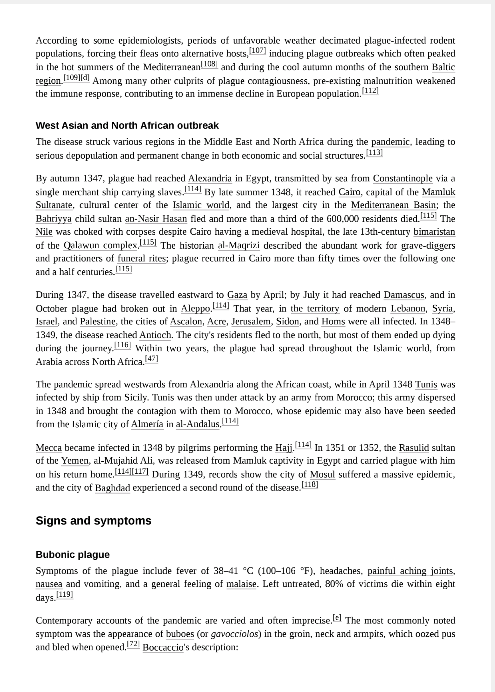 According to some epidemiologists, periods of unfavorable weather decimated plague-infected rodent
populations, forcing their fleas onto alternative hosts,[107] inducing plague outbreaks which often peaked
in the hot summers of the Mediterranean[108] and during the cool autumn months of the southern Baltic
region.[109][d] Among many other culprits of plague contagiousness, pre-existing malnutrition weakened
the immune response, contributing to an immense decline in European population.[112]
West Asian and North African outbreak
The disease struck various regions in the Middle East and North Africa during the pandemic, leading to
serious depopulation and permanent change in both economic and social structures.[113]
By autumn 1347, plague had reached Alexandria in Egypt, transmitted by sea from Constantinople via a
single merchant ship carrying slaves.[114] By late summer 1348, it reached Cairo, capital of the Mamluk
Sultanate, cultural center of the Islamic world, and the largest city in the Mediterranean Basin; the
Bahriyya child sultan an-Nasir Hasan fled and more than a third of the 600,000 residents died.[115] The
Nile was choked with corpses despite Cairo having a medieval hospital, the late 13th-century bimaristan
of the Qalawun complex.[115] The historian al-Maqrizi described the abundant work for grave-diggers
and practitioners of funeral rites; plague recurred in Cairo more than fifty times over the following one
and a half centuries.[115]
During 1347, the disease travelled eastward to Gaza by April; by July it had reached Damascus, and in
October plague had broken out in Aleppo.[114] That year, in the territory of modern Lebanon, Syria,
Israel, and Palestine, the cities of Ascalon, Acre, Jerusalem, Sidon, and Homs were all infected. In 1348–
1349, the disease reached Antioch. The city's residents fled to the north, but most of them ended up dying
during the journey.[116] Within two years, the plague had spread throughout the Islamic world, from
Arabia across North Africa.[47]
The pandemic spread westwards from Alexandria along the African coast, while in April 1348 Tunis was
infected by ship from Sicily. Tunis was then under attack by an army from Morocco; this army dispersed
in 1348 and brought the contagion with them to Morocco, whose epidemic may also have been seeded
from the Islamic city of Almería in al-Andalus.[114]
Mecca became infected in 1348 by pilgrims performing the Hajj.[114] In 1351 or 1352, the Rasulid sultan
of the Yemen, al-Mujahid Ali, was released from Mamluk captivity in Egypt and carried plague with him
on his return home.[114][117] During 1349, records show the city of Mosul suffered a massive epidemic,
and the city of Baghdad experienced a second round of the disease.[118]
Signs and symptoms
Bubonic plague
Symptoms of the plague include fever of 38–41 °C (100–106 °F), headaches, painful aching joints,
nausea and vomiting, and a general feeling of malaise. Left untreated, 80% of victims die within eight
days.[119]
Contemporary accounts of the pandemic are varied and often imprecise.[e] The most commonly noted
symptom was the appearance of buboes (or gavocciolos) in the groin, neck and armpits, which oozed pus
and bled when opened.[72] Boccaccio's description: